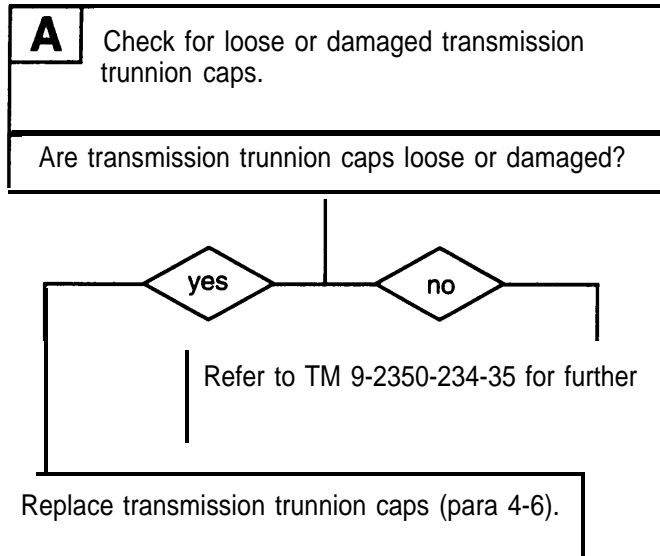 A Check for loose or damaged transmission
trunnion caps.
Are transmission trunnion caps loose or damaged?
yes no
Refer to TM 9-2350-234-35 for further
Replace transmission trunnion caps (para 4-6).